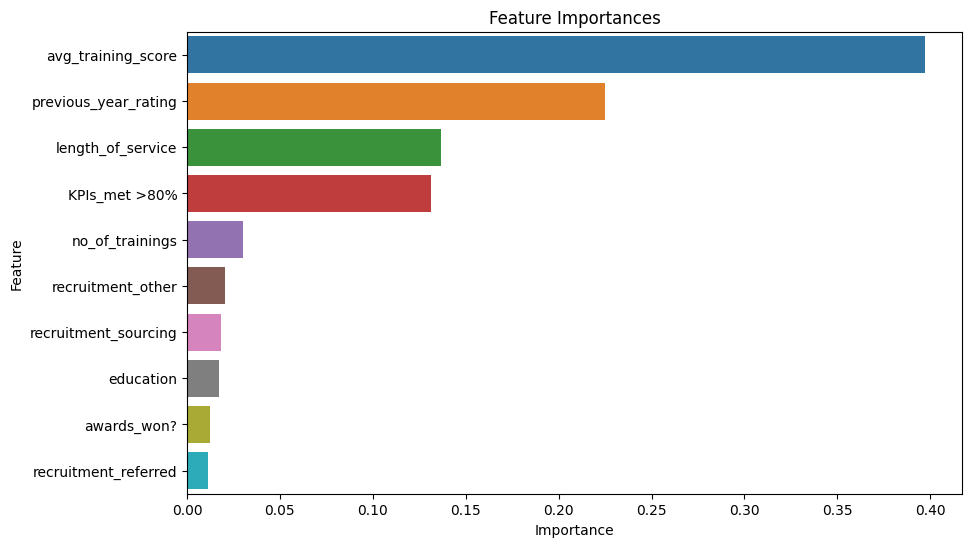 Feature Importances
avg_training_score
previous_year_rating
length_of_service
KPIs_met >80%
no_of_trainings
recruitment_other
recruitment_sourcing
education
awards_won?
recruitment_referred
Feature
0.00 0.05 0.10 0.15 0.20 0.25 0.30 0.35 0.40
Importance